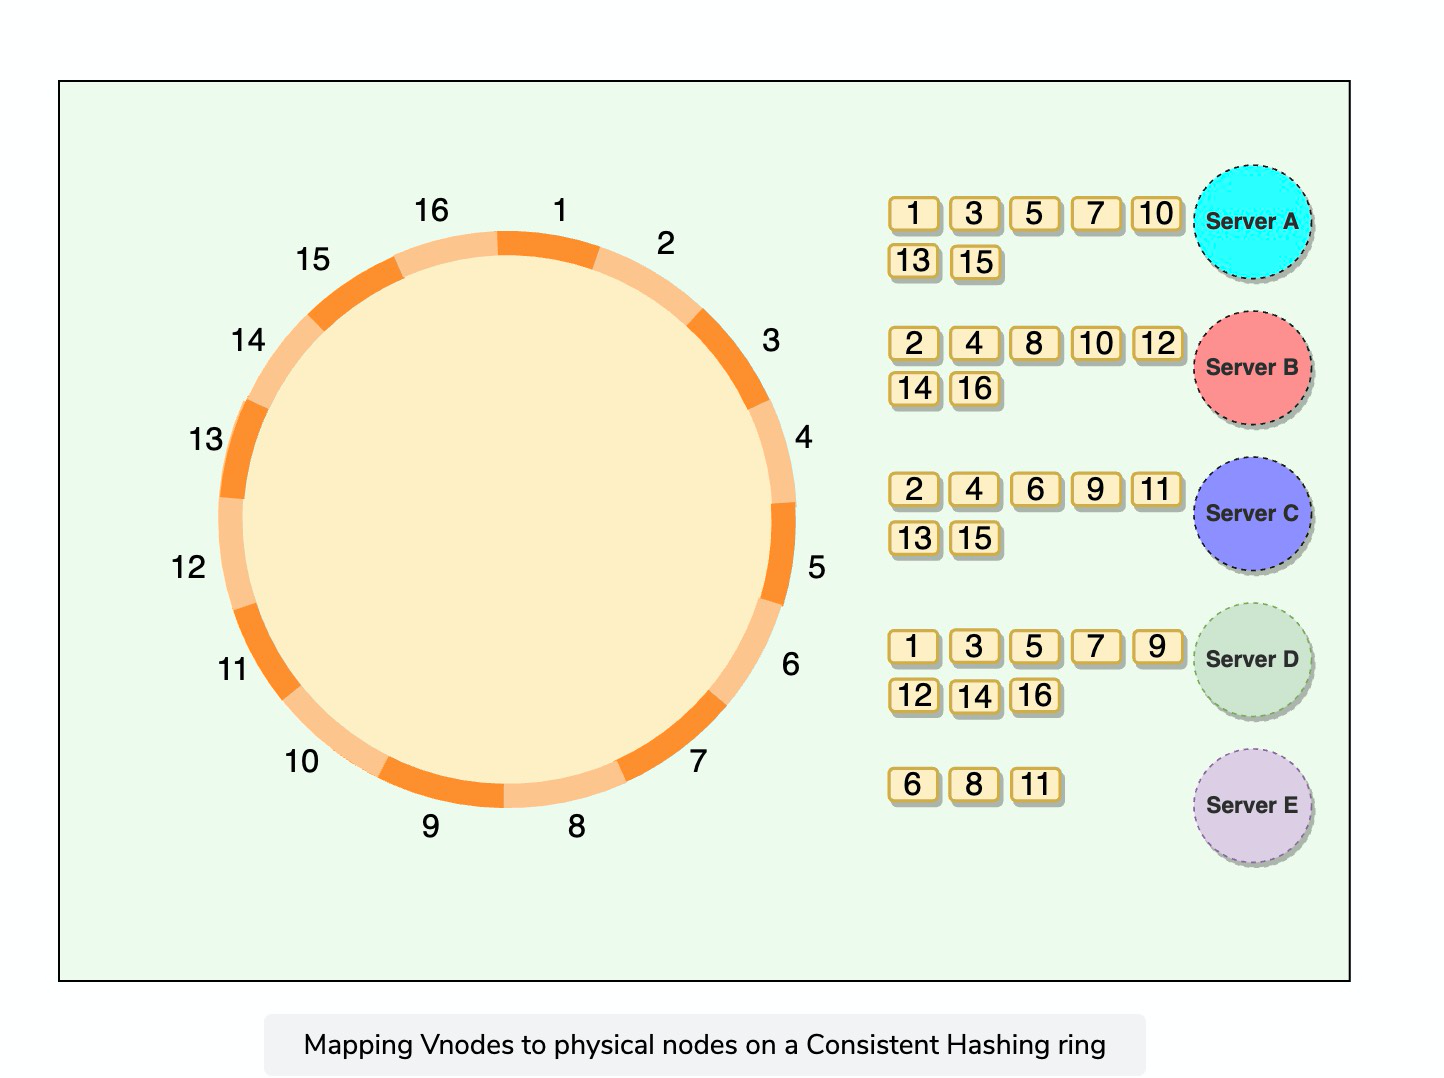 16 1
15 2
14 3
13 4
12 5
11 6
10 7
9 8
1 3 5 7 10 Server A
13 15
2 4 8 10 12 Server B
14 16
2 4 6 9 11 Server C
13 15
1 3 5 7 9 Server D
12 14 16
6 8 11 Server E
Mapping Vnodes to physical nodes on a Consistent Hashing ring